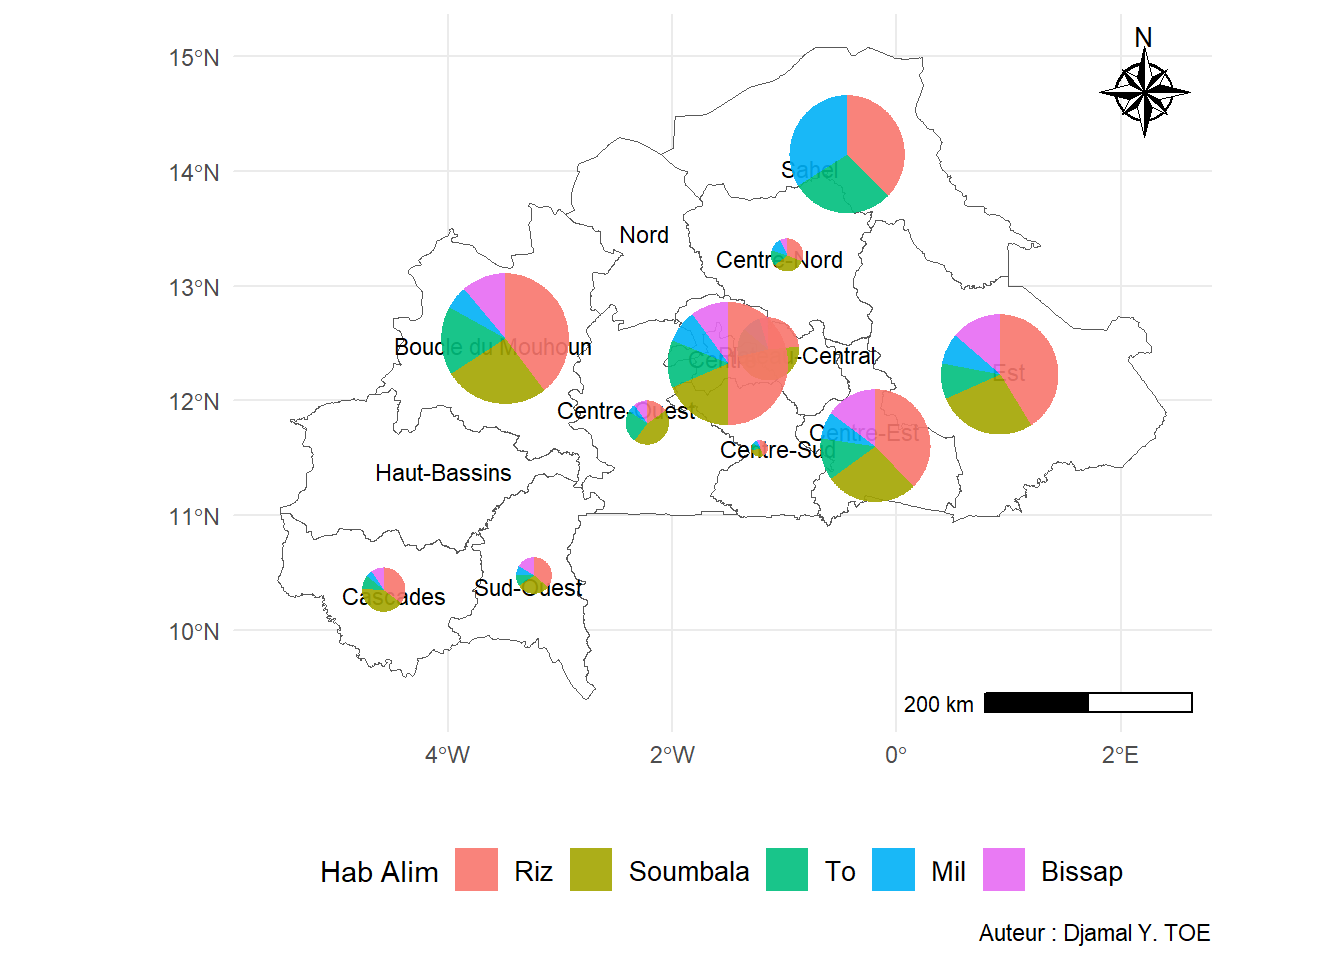 N
15°N
14°N
13°N
12°N
11°N
10°N
Sahel
Nord
Centre-Nord
Boucle du Mouhoun
Est
Centre-Ouest
Centre-Est
Centre-Sud
Haut-Bassins
Cascades
Sud-Ouest
200 km
4°W 2°W 0° 2°E
Hab Alim Riz Soumbala To Mil Bissap
Auteur : Djamal Y. TOE